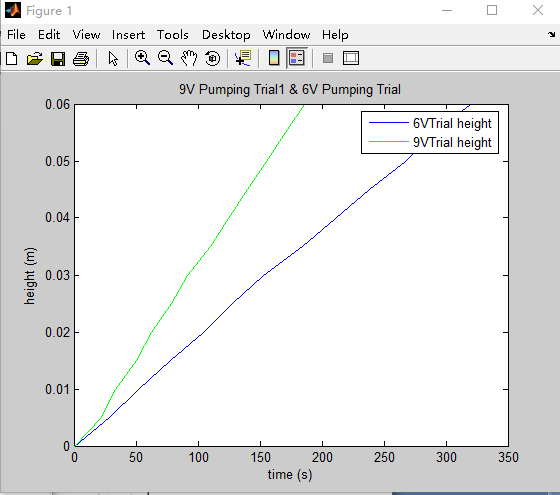 Figure 1
File Edit View Insert Tools Desktop Window Help
9V Pumping Trial1 & 6V Pumping Trial
6VTrial height
9VTrial height
0.06
0.05
0.04
0.03
0.02
0.01
0
height (m)
0 50 100 150 200 250 300 350
time (s)